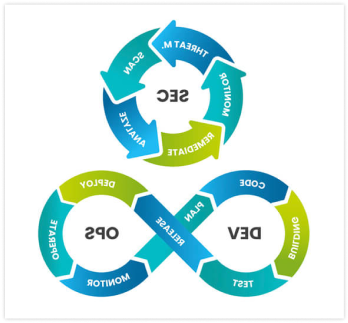 THREAT M.
SCAN
MONITOR
SEC
ANALYZE
REMEDIATE
DEPLOY
CODE
PLAN
OPERATE
OPS
RELEASE
DEV
BUILDING
MONITOR
TEST